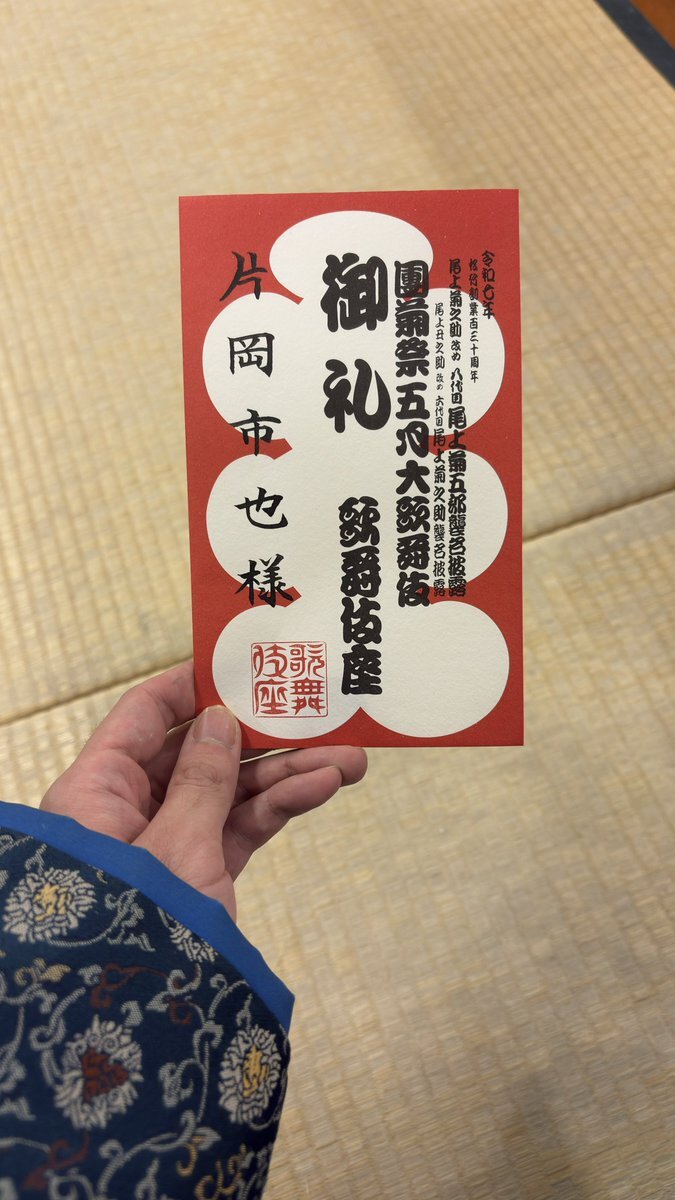 令和七年
松竹創業百三十周年
尾上菊之助改め 八代目 尾上菊五郎襲名披露
尾上丑之助改め 六代目 尾上菊之助襲名披露
團菊祭五月大歌舞伎
御礼 歌舞伎座
片岡市也様
歌舞
伎座